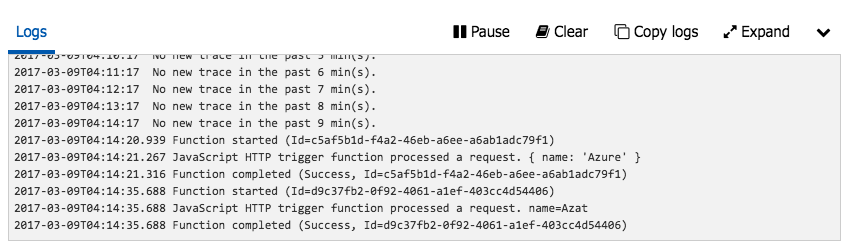 Logs
Pause
Clear
Copy logs
Expand
2017-03-09T04:10:17  No new trace in the past 5 min(s).
2017-03-09T04:11:17  No new trace in the past 6 min(s).
2017-03-09T04:12:17  No new trace in the past 7 min(s).
2017-03-09T04:13:17  No new trace in the past 8 min(s).
2017-03-09T04:14:17  No new trace in the past 9 min(s).
2017-03-09T04:14:20.939 Function started (Id=c5af5b1d-f4a2-46eb-a6ee-a6ab1adc79f1)
2017-03-09T04:14:21.267 JavaScript HTTP trigger function processed a request. { name: 'Azure' }
2017-03-09T04:14:21.316 Function completed (Success, Id=c5af5b1d-f4a2-46eb-a6ee-a6ab1adc79f1)
2017-03-09T04:14:35.688 Function started (Id=d9c37fb2-0f92-4061-a1ef-403cc4d54406)
2017-03-09T04:14:35.688 JavaScript HTTP trigger function processed a request. name=Azat
2017-03-09T04:14:35.688 Function completed (Success, Id=d9c37fb2-0f92-4061-a1ef-403cc4d54406)